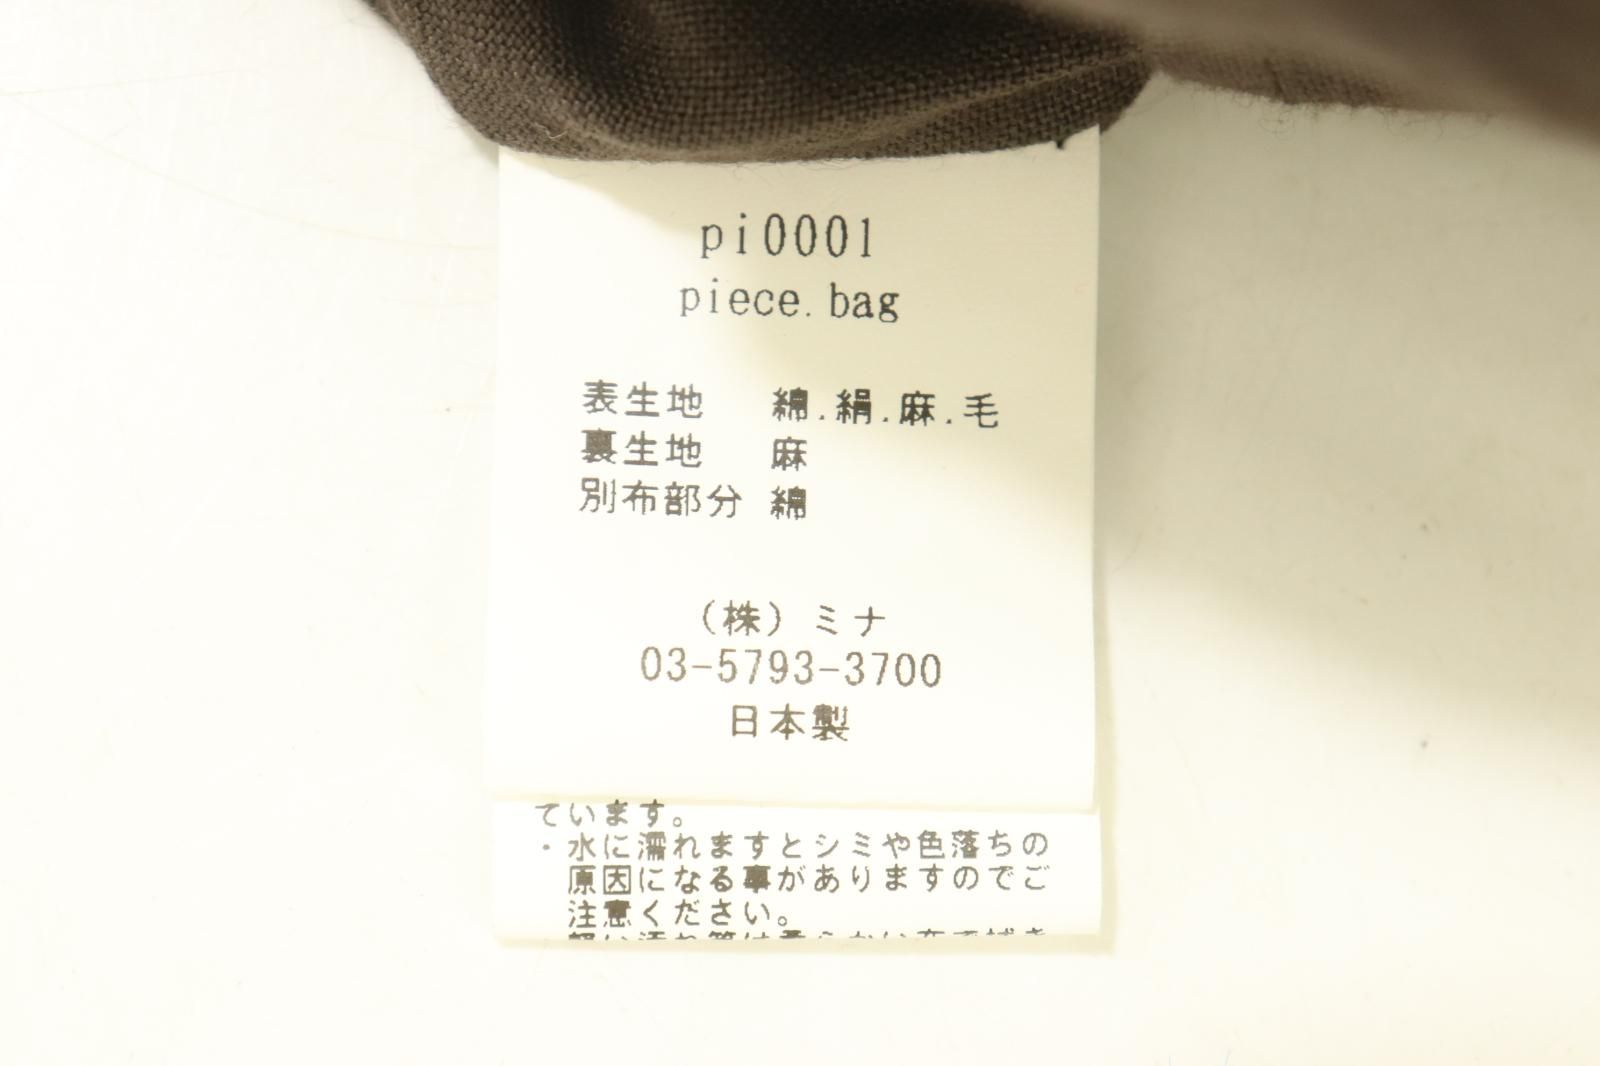 pi0001
piece.bag
表生地 綿.絹.麻.毛
裏生地 麻
別布部分 綿
（株）ミナ
03-5793-3700
日本製
ています。
・水に濡れますとシミや色落ちの
原因になる事がありますのでご
注意ください。